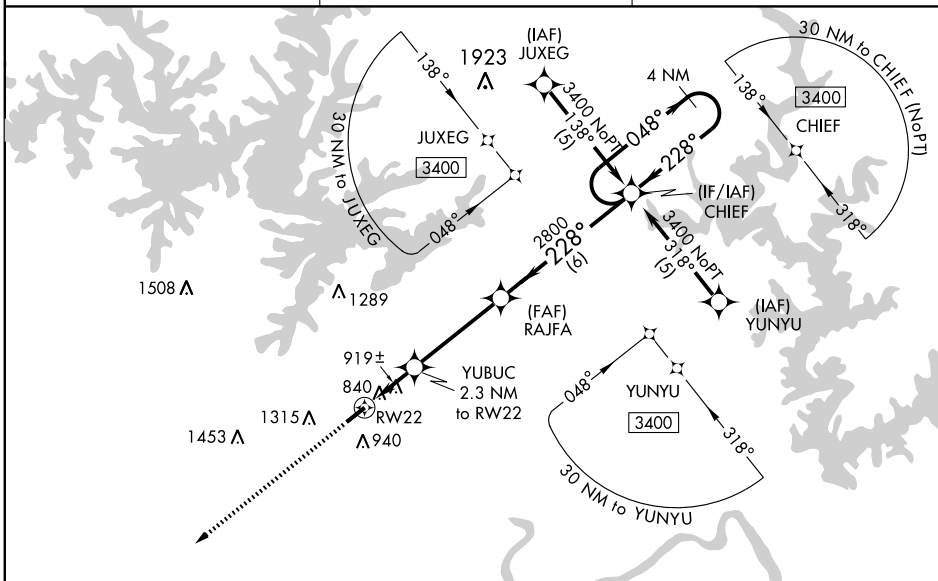 (IAF)
JUXEG
1923
3400 NoPT
138°
(5)
138°
JUXEG
3400
048°
30 NM to JUXEG
4 NM
048°
228°
(IF/IAF)
CHIEF
30 NM to CHIEF (NoPT)
138°
3400
CHIEF
318°
3400 NoPT
318°
(5)
(IAF)
YUNYU
2800
228°
(6)
(FAF)
RAJFA
1508
1289
919±
840
YUBUC
2.3 NM
to RW22
RW22
1315
1453
940
048°
YUNYU
3400
318°
30 NM to YUNYU